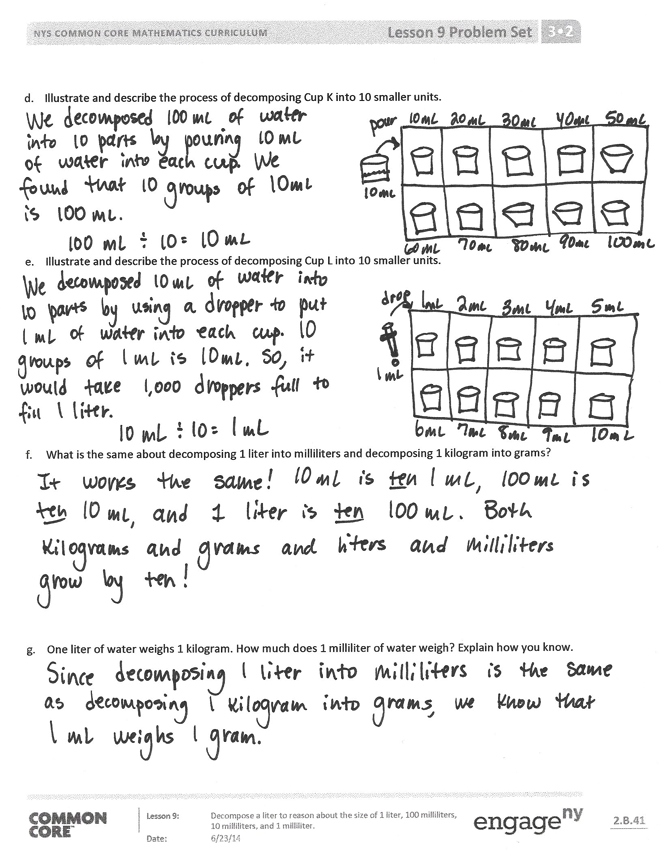 NYS COMMON CORE MATHEMATICS CURRICULUM Lesson 9 Problem Set 3•2
d. Illustrate and describe the process of decomposing Cup K into 10 smaller units.
We decomposed 100 mL of water
into 10 parts by pouring 10 mL
of water into each cup. We
found that 10 groups of 10mL
is 100 mL.
100 mL ÷ 10 = 10 mL
pour 10mL 20mL 30mL 40mL 50mL
10mL
60mL 70mL 80mL 90mL 100mL
e. Illustrate and describe the process of decomposing Cup L into 10 smaller units.
We decomposed 10 mL of water into
10 parts by using a dropper to put
1 mL of water into each cup. 10
groups of 1 mL is 10mL. So, it
would take 1,000 droppers full to
fill 1 liter.
10 mL ÷ 10 = 1 mL
drop 1mL 2mL 3mL 4mL 5mL
1mL
6mL 7mL 8mL 9mL 10mL
f. What is the same about decomposing 1 liter into milliliters and decomposing 1 kilogram into grams?
It works the same! 10 mL is ten 1 mL, 100 mL is
ten 10 mL, and 1 liter is ten 100 mL. Both
kilograms and grams and liters and milliliters
grow by ten!
g. One liter of water weighs 1 kilogram. How much does 1 milliliter of water weigh? Explain how you know.
Since decomposing 1 liter into milliliters is the same
as decomposing 1 kilogram into grams, we know that
1 mL weighs 1 gram.
COMMON CORE™
Lesson 9: Decompose a liter to reason about the size of 1 liter, 100 milliliters,
10 milliliters, and 1 milliliter.
Date: 6/23/14
engage ny
2.B.41